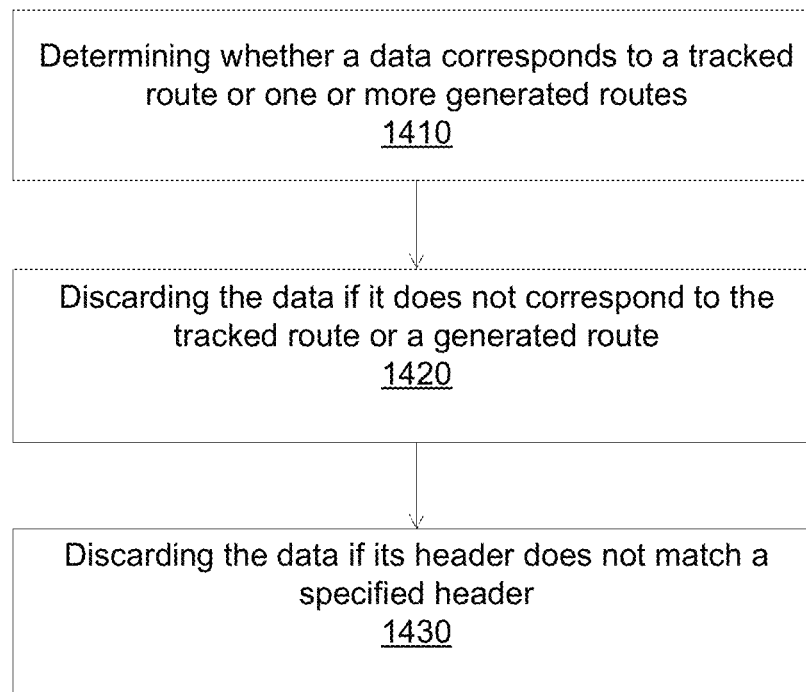 Determining whether a data corresponds to a tracked
route or one or more generated routes
1410
Discarding the data if it does not correspond to the
tracked route or a generated route
1420
Discarding the data if its header does not match a
specified header
1430